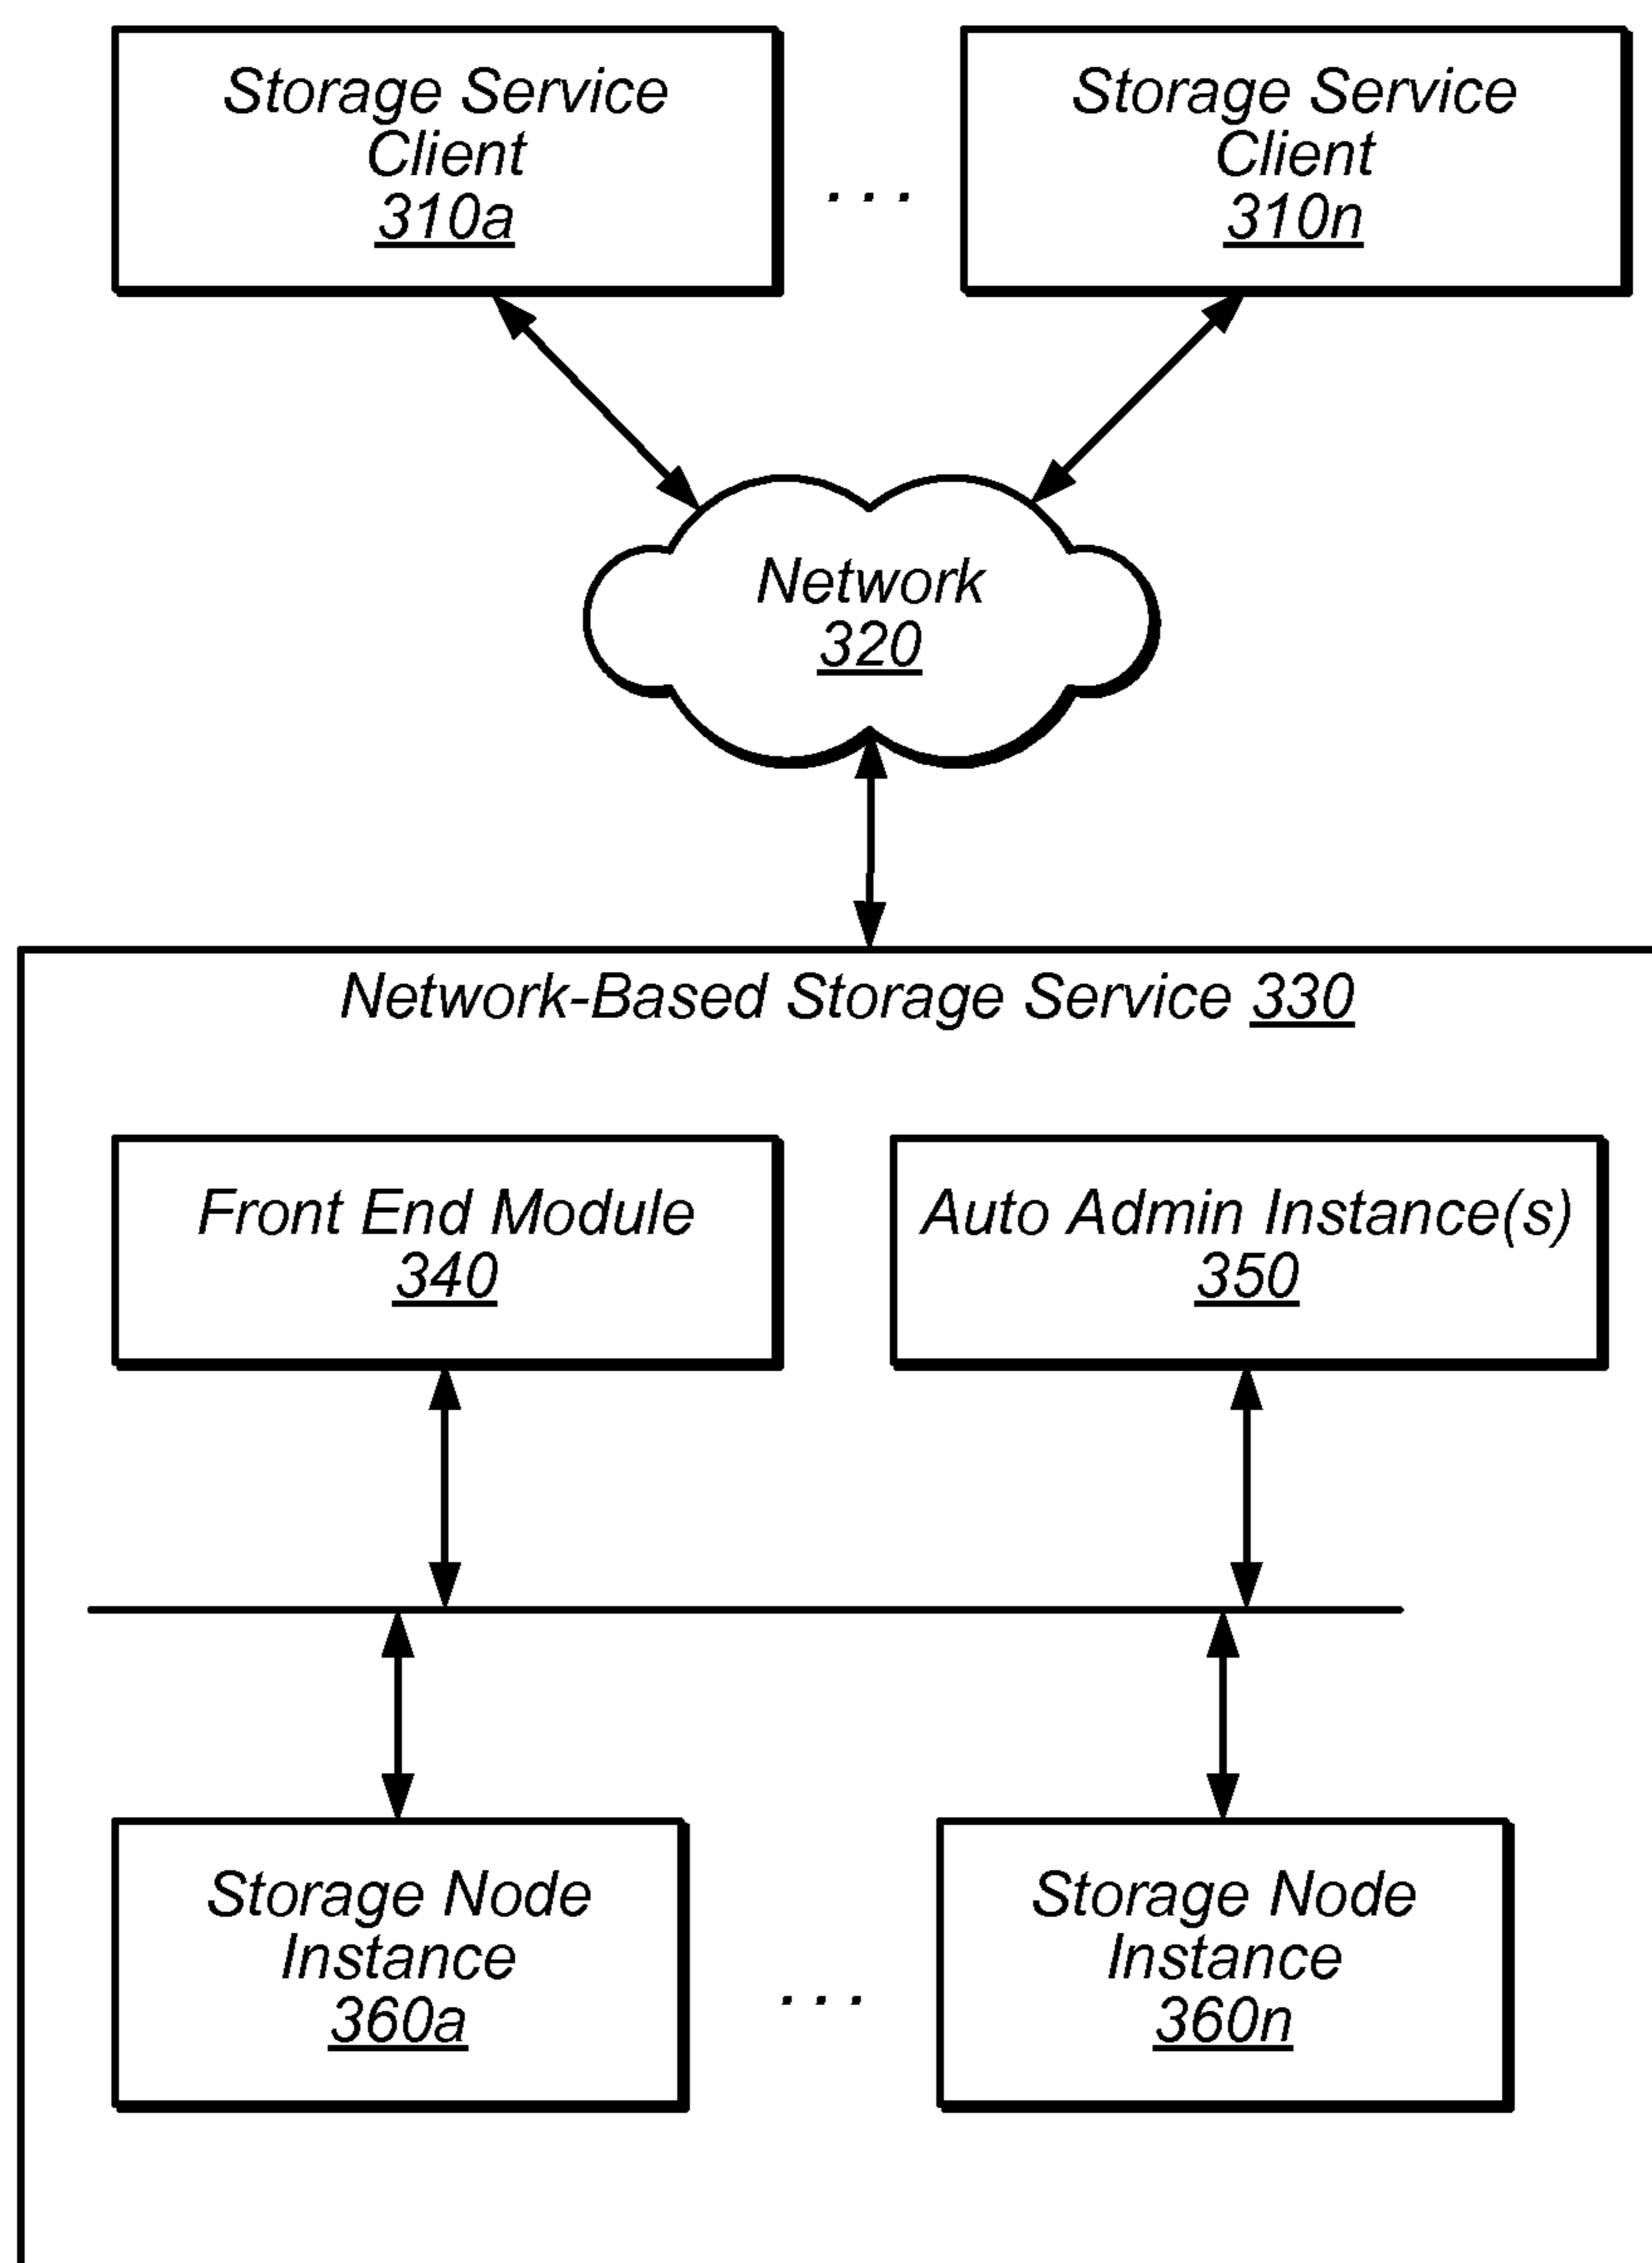 Storage Service
Client
310a
. . .
Storage Service
Client
310n
Network
320
Network-Based Storage Service 330
Front End Module
340
Auto Admin Instance(s)
350
Storage Node
Instance
360a
. . .
Storage Node
Instance
360n